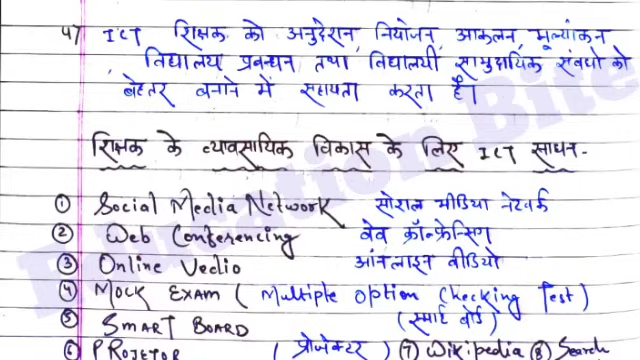 4) ICT शिक्षक को अनुदेशन, नियोजन, आकलन, मूल्यांकन
, विद्यालय प्रबन्धन तथा विद्यालयी सामुदायिक संबंधो को
बेहतर बनाने में सहायता करता है।
शिक्षक के व्यावसायिक विकास के लिए ICT साधन -
① Social Media Network सोशल मीडिया नेटवर्क
② Web Conferencing वेब क्रॉन्फ्रेन्सिग
③ Online Vedio ऑनलाइन वीडियो
④ MOCK EXAM ( Multiple Option Checking Test)
⑤ SMART BOARD (स्मार्ट बोर्ड)
⑥ PROJETOR ( प्रोजेक्टर ) ⑦ Wikipedia ⑧ Search